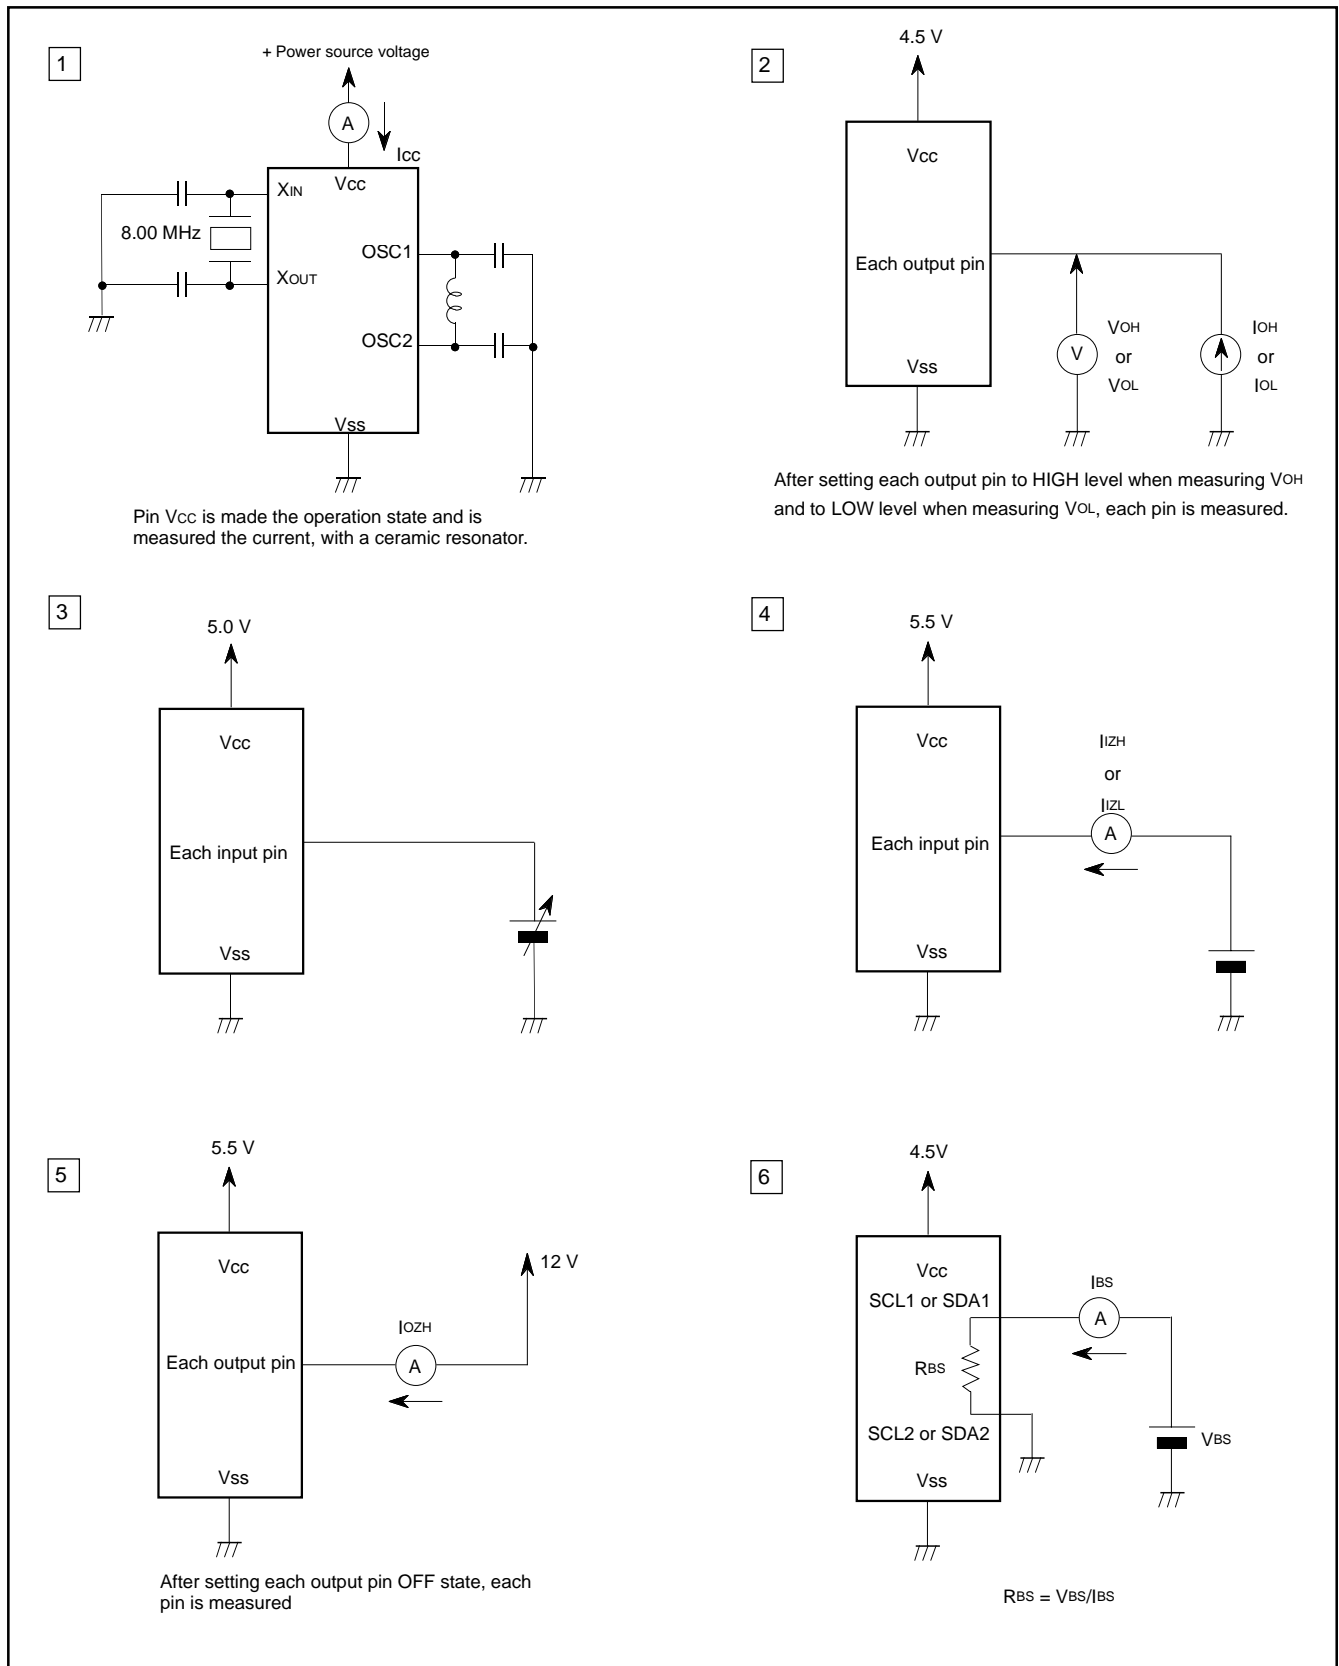 1
+ Power source voltage
A
Icc
Vcc
XIN
8.00 MHz
XOUT
OSC1
OSC2
Vss
Pin Vcc is made the operation state and is
measured the current, with a ceramic resonator.
2
4.5 V
Vcc
Each output pin
Vss
V
VOH
or
VOL
IOH
or
IOL
After setting each output pin to HIGH level when measuring VOH
and to LOW level when measuring VOL, each pin is measured.
3
5.0 V
Vcc
Each input pin
Vss
4
5.5 V
Vcc
Each input pin
Vss
IIZH
or
IIZL
A
5
5.5 V
Vcc
Each output pin
Vss
IOZH
A
12 V
After setting each output pin OFF state, each
pin is measured
6
4.5V
Vcc
SCL1 or SDA1
RBS
SCL2 or SDA2
Vss
IBS
A
VBS
RBS = VBS/IBS